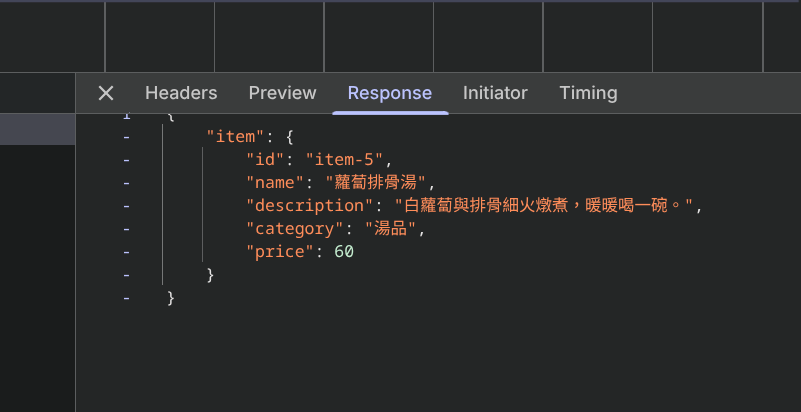 Headers Preview Response Initiator Timing
1 {
- "item": {
- "id": "item-5",
- "name": "蘿蔔排骨湯",
- "description": "白蘿蔔與排骨細火燉煮，暖暖喝一碗。",
- "category": "湯品",
- "price": 60
- }
- }